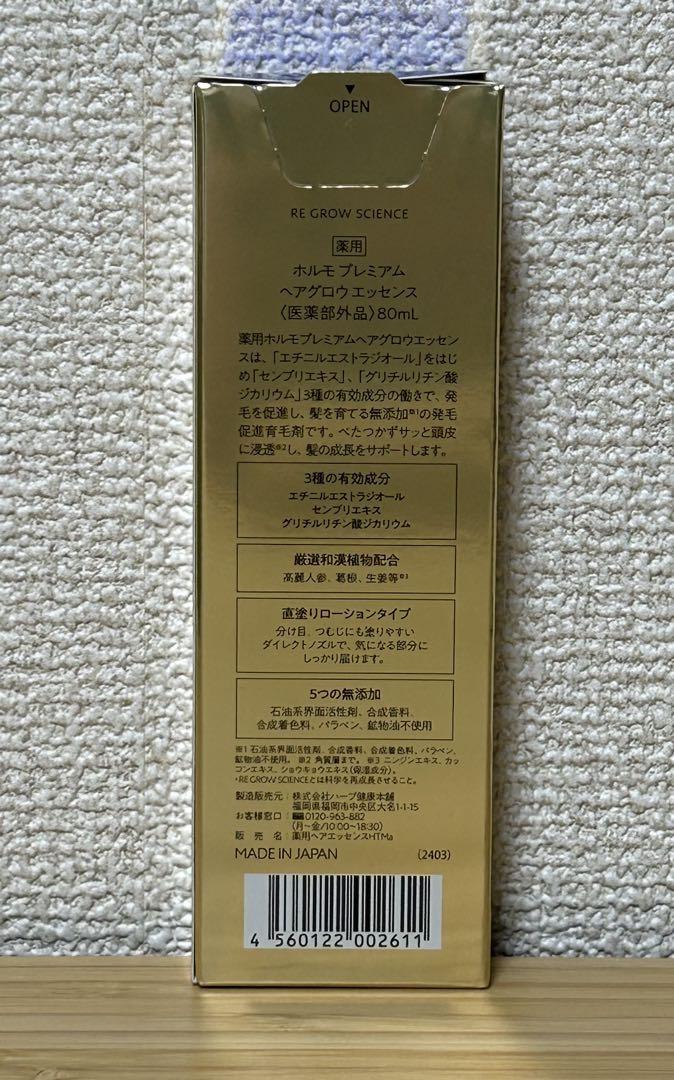 ▼
OPEN
RE GROW SCIENCE
薬用
ホルモ プレミアム
ヘアグロウ エッセンス
〈医薬部外品〉80mL
薬用ホルモプレミアムヘアグロウエッセン
スは、「エチニルエストラジオール」をはじ
め「センブリエキス」、「グリチルリチン酸
ジカリウム」3種の有効成分の働きで、発
毛を促進し、髪を育てる無添加※1の発毛
促進育毛剤です。べたつかずサッと頭皮
に浸透※2し、髪の成長をサポートします。
3種の有効成分
エチニルエストラジオール
センブリエキス
グリチルリチン酸ジカリウム
厳選和漢植物配合
高麗人参、葛根、生姜等※3
直塗りローションタイプ
分け目、つむじにも塗りやすい
ダイレクトノズルで、気になる部分に
しっかり届けます。
5つの無添加
石油系界面活性剤、合成香料、
合成着色料、パラベン、鉱物油不使用
※1 石油系界面活性剤、合成香料、合成着色料、パラベン、
鉱物油不使用。 ※2 角質層まで。 ※3 ニンジンエキス、カッ
コンエキス、ショウキョウエキス(保湿成分)。
・RE GROW SCIENCEとは科学を再成長させること。
製造販売元：株式会社ハーブ健康本舗
福岡県福岡市中央区大名1-1-15
お客様窓口：0120-963-882
(月~金/10:00~18:30)
販 売 名：薬用ヘアエッセンスHTMa
MADE IN JAPAN (2403)
4 560122 002611